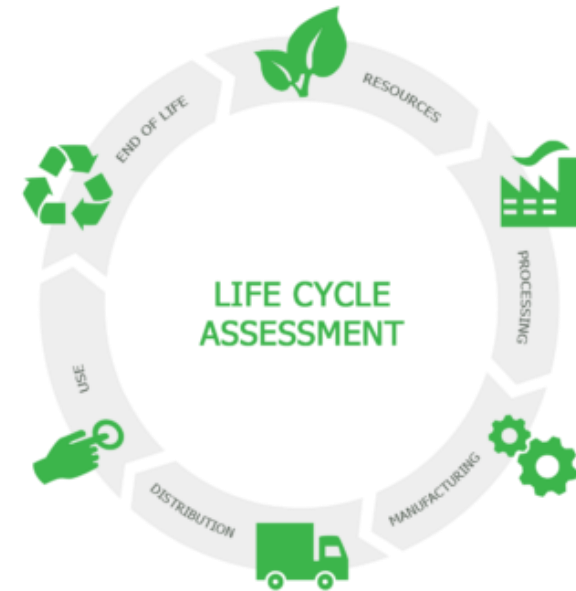 LIFE CYCLE
ASSESSMENT
RESOURCES
PROCESSING
MANUFACTURING
DISTRIBUTION
USE
END OF LIFE